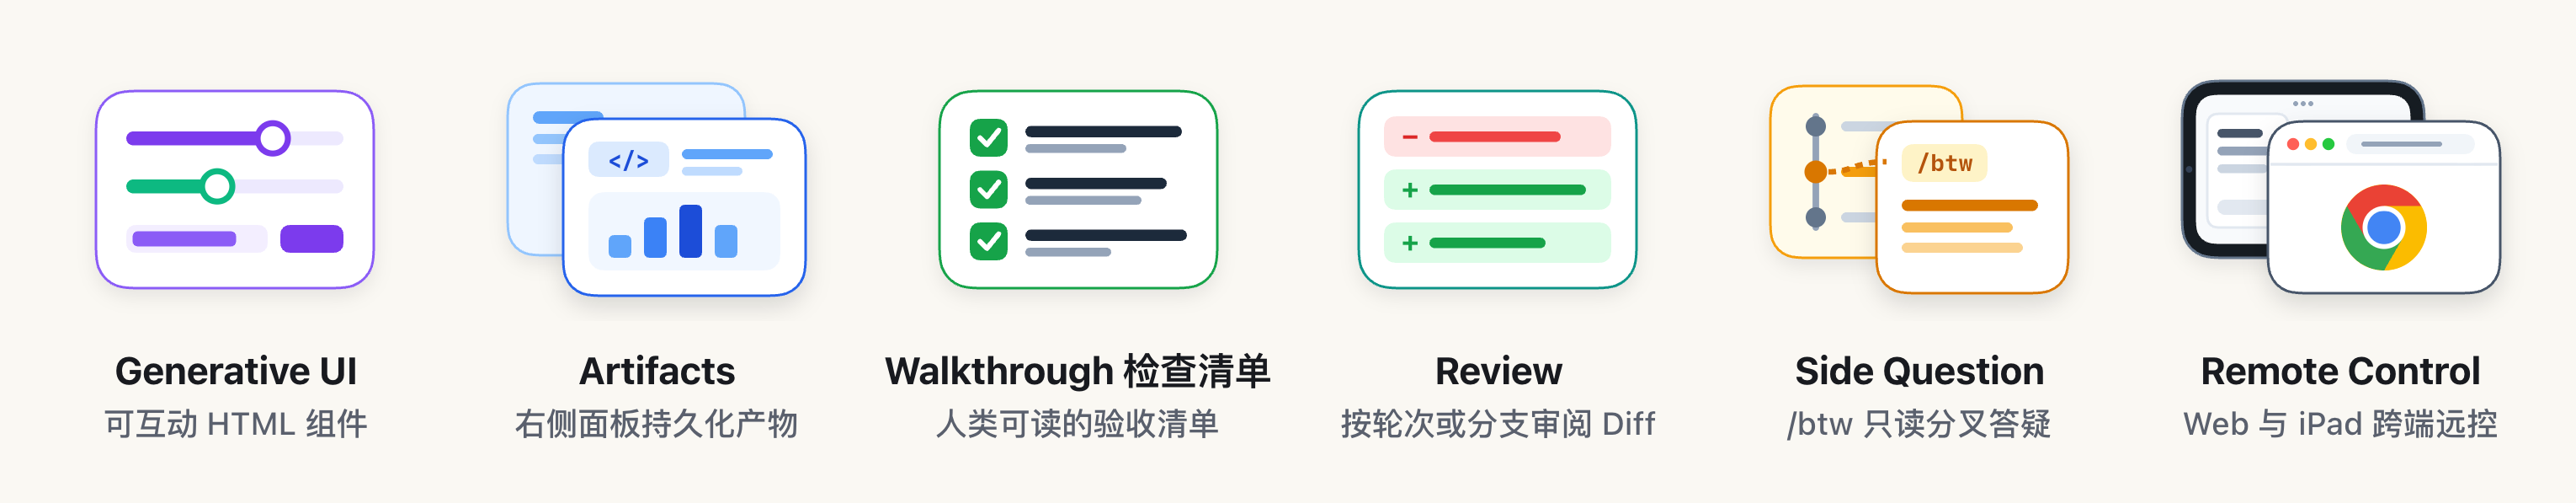 </>
/btw
Generative UI
可互动 HTML 组件
Artifacts
右侧面板持久化产物
Walkthrough 检查清单
人类可读的验收清单
Review
按轮次或分支审阅 Diff
Side Question
/btw 只读分叉答疑
Remote Control
Web 与 iPad 跨端远控